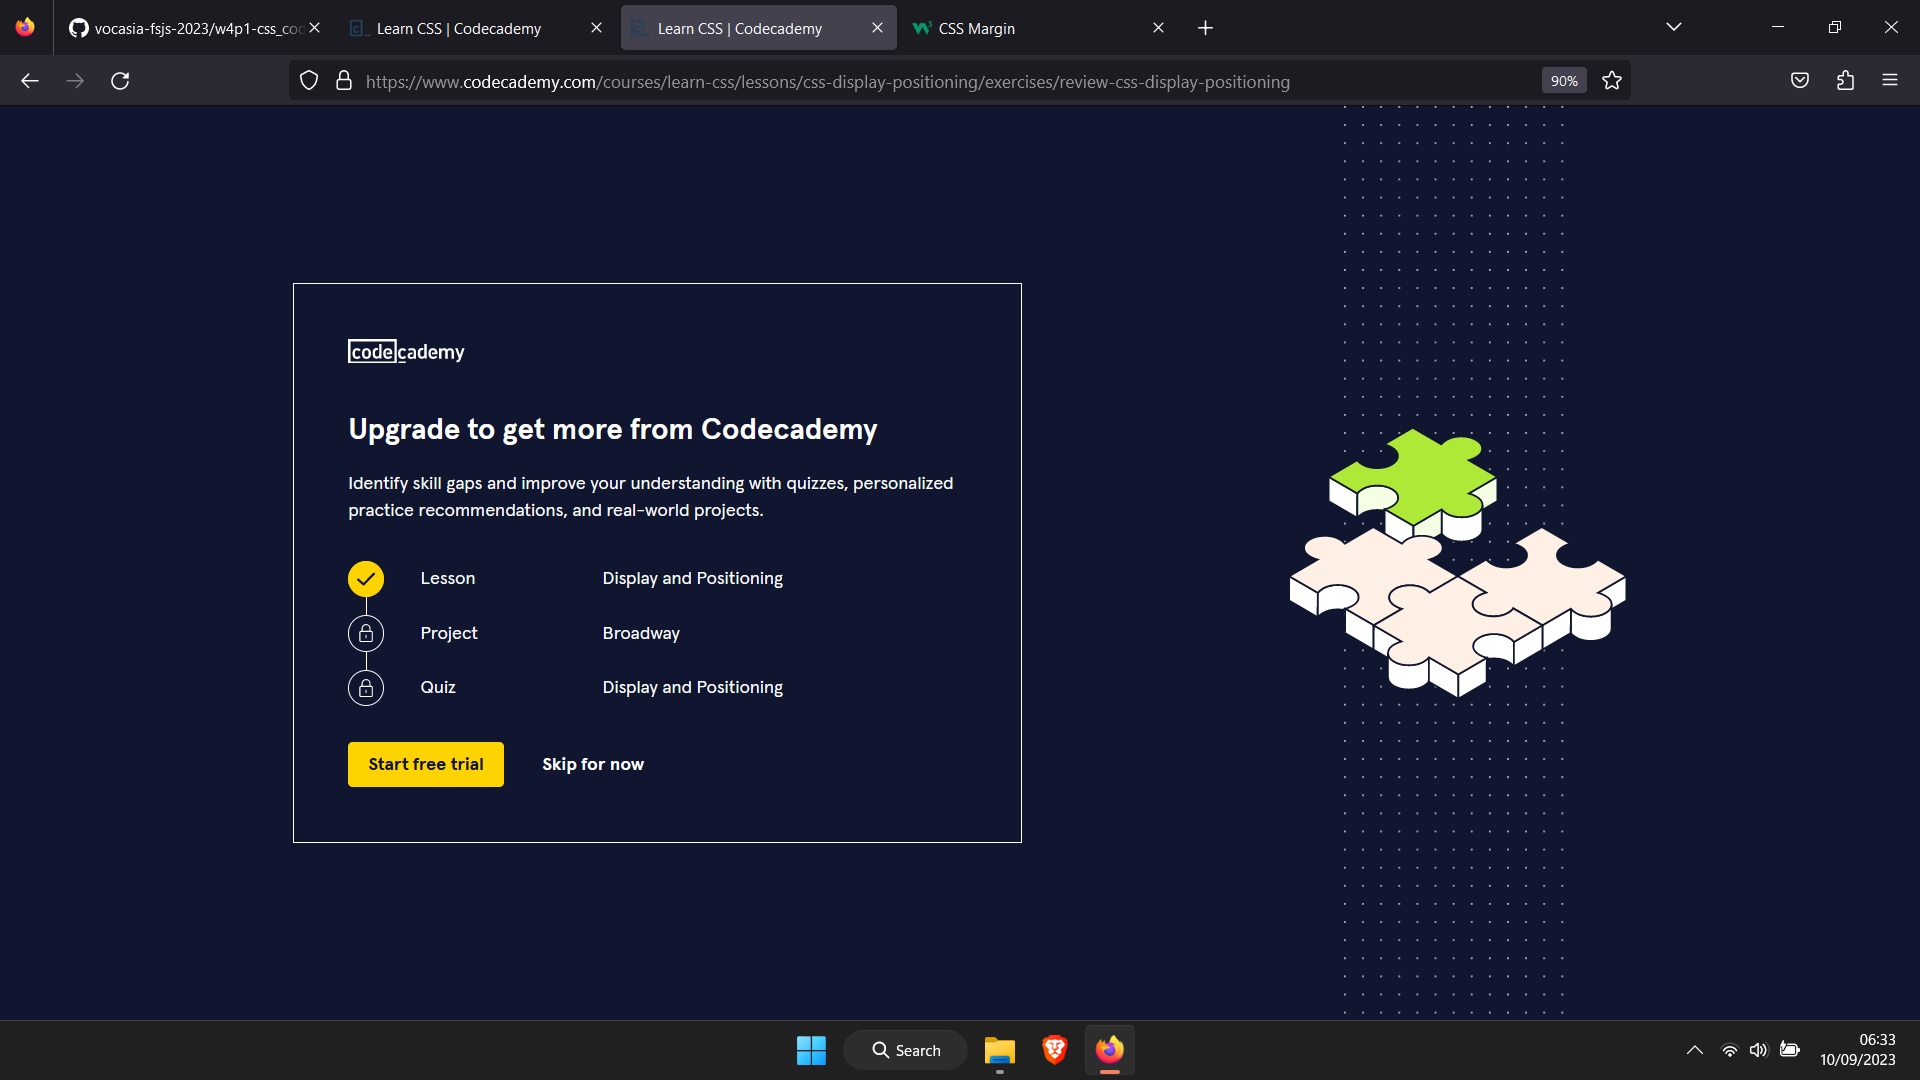 vocasia-fsjs-2023/w4p1-css_coc
Learn CSS | Codecademy
Learn CSS | Codecademy
CSS Margin
https://www.codecademy.com/courses/learn-css/lessons/css-display-positioning/exercises/review-css-display-positioning
90%
codecademy
Upgrade to get more from Codecademy
Identify skill gaps and improve your understanding with quizzes, personalized
practice recommendations, and real-world projects.
Lesson Display and Positioning
Project Broadway
Quiz Display and Positioning
Start free trial Skip for now
Search
06:33
10/09/2023